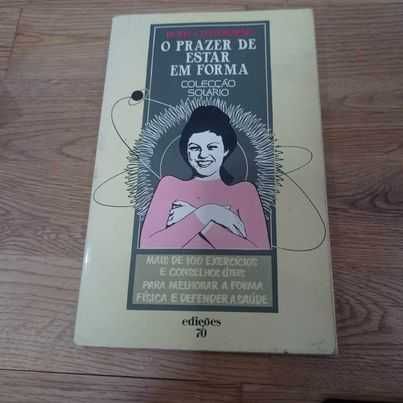 O PRAZER DE
ESTAR
EM FORMA
COLECÇÃO
SOLÁRIO
MAIS DE 100 EXERCÍCIOS
E CONSELHOS ÚTEIS
PARA MELHORAR A FORMA
FÍSICA E DEFENDER A SAÚDE
edições
70